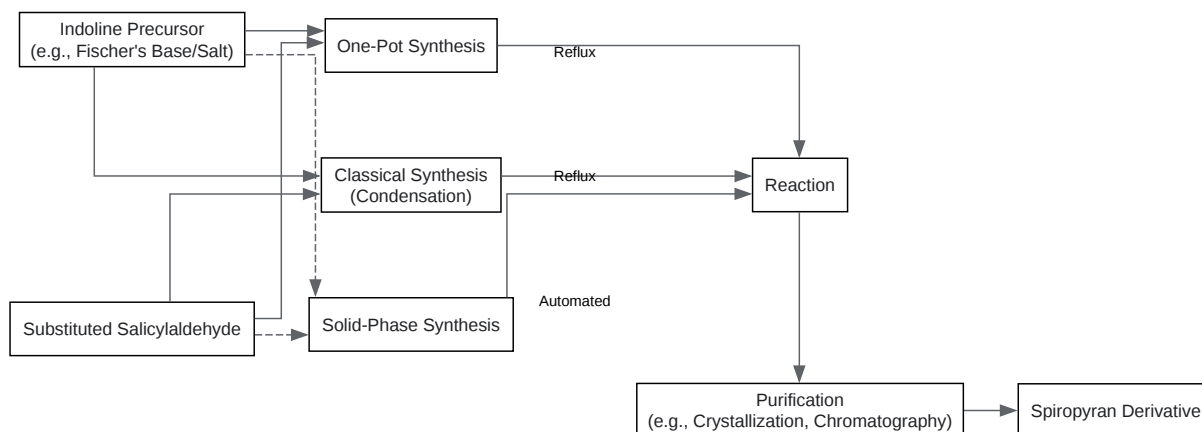 Indoline Precursor
(e.g., Fischer's Base/Salt)
One-Pot Synthesis
Reflux
Classical Synthesis
(Condensation)
Reflux
Reaction
Substituted Salicylaldehyde
Solid-Phase Synthesis
Automated
Purification
(e.g., Crystallization, Chromatography)
Spiropyran Derivative